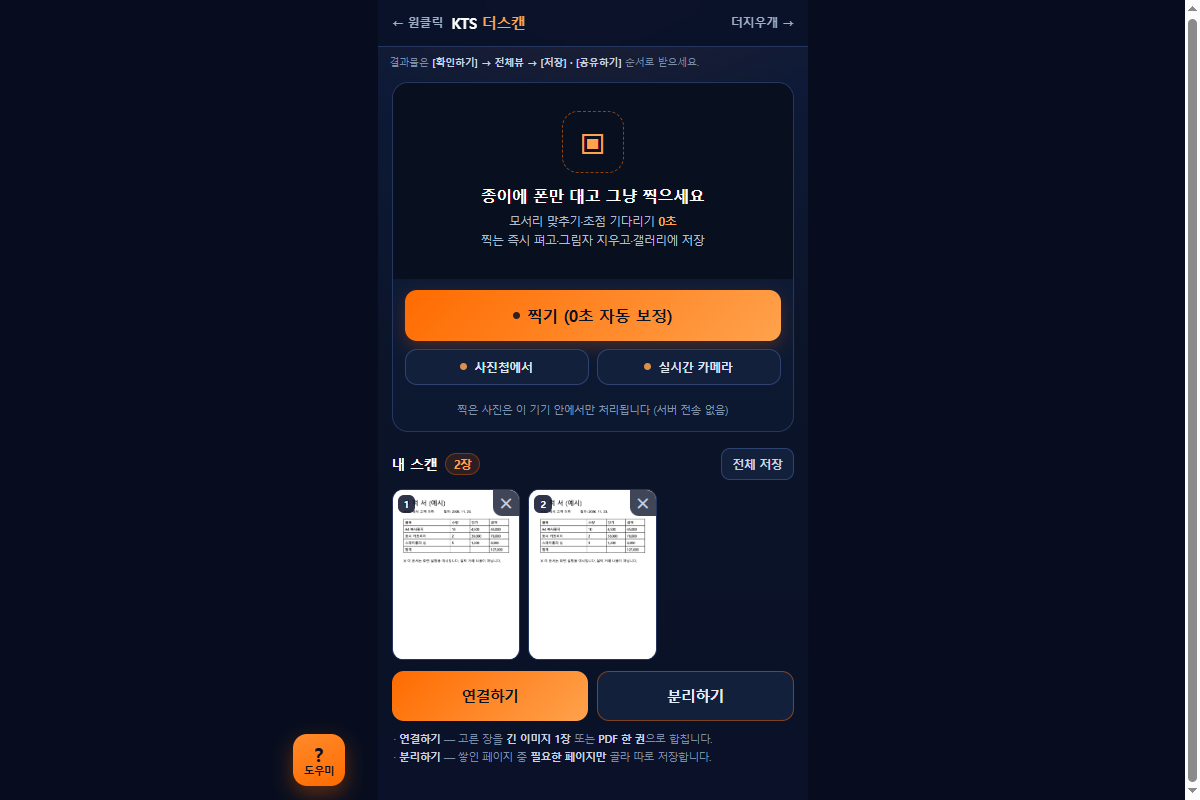 ← 원클릭 KTS 더스캔 더지우개 →
결과물은 [확인하기] → 전체뷰 → [저장] · [공유하기] 순서로 받으세요.
종이에 폰만 대고 그냥 찍으세요
모서리 맞추기·초점 기다리기 0초
찍는 즉시 펴고·그림자 지우고·갤러리에 저장
찍기 (0초 자동 보정)
사진첩에서 실시간 카메라
찍은 사진은 이 기기 안에서만 처리됩니다 (서버 전송 없음)
내 스캔 2장 전체 저장
1 서 (예시)
2 서 (예시)
연결하기 분리하기
· 연결하기 — 고른 장을 긴 이미지 1장 또는 PDF 한 권으로 합칩니다.
· 분리하기 — 쌓인 페이지 중 필요한 페이지만 골라 따로 저장합니다.
?
도우미